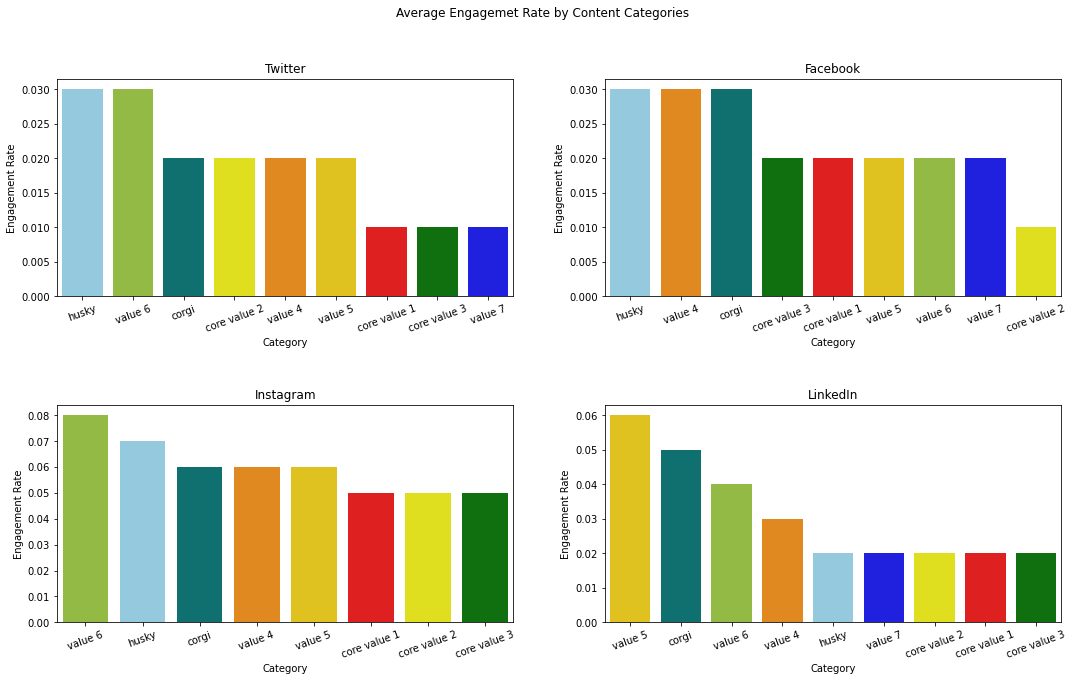 Average Engagemet Rate by Content Categories
Twitter
Engagement Rate
0.030
0.025
0.020
0.015
0.010
0.005
0.000
husky value 6 corgi core value 2 value 4 value 5 core value 1 core value 3 value 7
Category
Facebook
Engagement Rate
0.030
0.025
0.020
0.015
0.010
0.005
0.000
husky value 4 corgi core value 3 core value 1 value 5 value 6 value 7 core value 2
Category
Instagram
Engagement Rate
0.08
0.07
0.06
0.05
0.04
0.03
0.02
0.01
0.00
value 6 husky corgi value 4 value 5 core value 1 core value 2 core value 3
Category
LinkedIn
Engagement Rate
0.06
0.05
0.04
0.03
0.02
0.01
0.00
value 5 corgi value 6 value 4 husky value 7 core value 2 core value 1 core value 3
Category